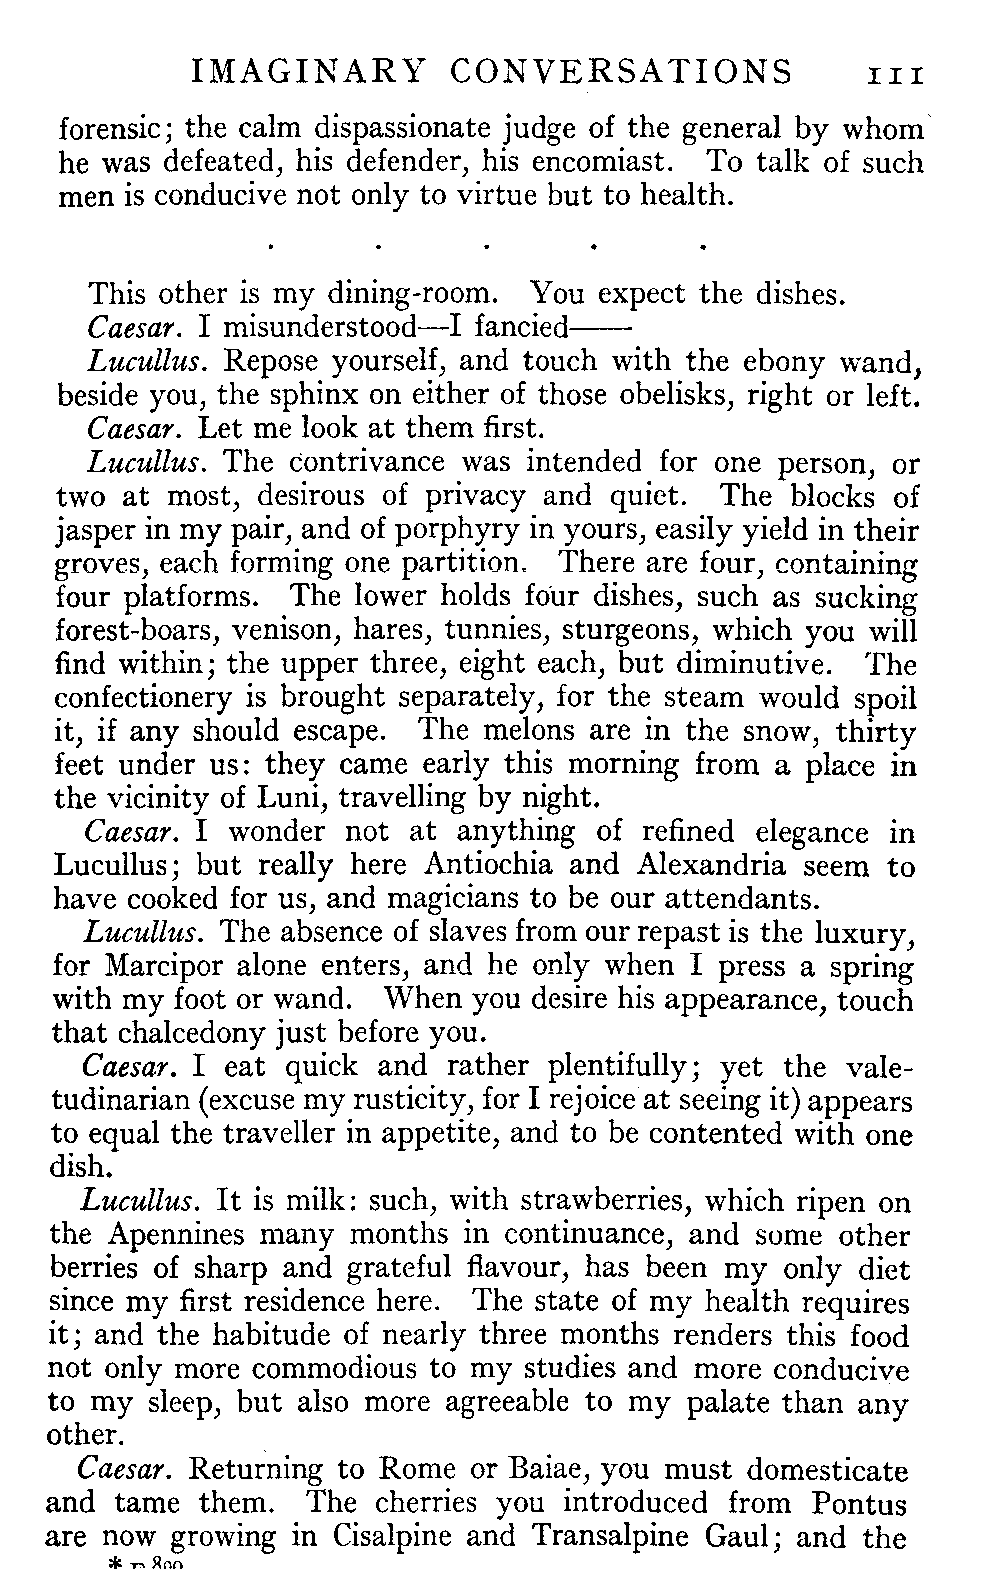 IMAGINARY CONVERSATIONS 111
forensic; the calm dispassionate judge of the general by whom
he was defeated, his defender, his encomiast. To talk of such
men is conducive not only to virtue but to health.
. . . . .
This other is my dining-room. You expect the dishes.
Caesar. I misunderstood—I fancied——
Lucullus. Repose yourself, and touch with the ebony wand,
beside you, the sphinx on either of those obelisks, right or left.
Caesar. Let me look at them first.
Lucullus. The contrivance was intended for one person, or
two at most, desirous of privacy and quiet. The blocks of
jasper in my pair, and of porphyry in yours, easily yield in their
groves, each forming one partition. There are four, containing
four platforms. The lower holds four dishes, such as sucking
forest-boars, venison, hares, tunnies, sturgeons, which you will
find within; the upper three, eight each, but diminutive. The
confectionery is brought separately, for the steam would spoil
it, if any should escape. The melons are in the snow, thirty
feet under us: they came early this morning from a place in
the vicinity of Luni, travelling by night.
Caesar. I wonder not at anything of refined elegance in
Lucullus; but really here Antiochia and Alexandria seem to
have cooked for us, and magicians to be our attendants.
Lucullus. The absence of slaves from our repast is the luxury,
for Marcipor alone enters, and he only when I press a spring
with my foot or wand. When you desire his appearance, touch
that chalcedony just before you.
Caesar. I eat quick and rather plentifully; yet the vale-
tudinarian (excuse my rusticity, for I rejoice at seeing it) appears
to equal the traveller in appetite, and to be contented with one
dish.
Lucullus. It is milk: such, with strawberries, which ripen on
the Apennines many months in continuance, and some other
berries of sharp and grateful flavour, has been my only diet
since my first residence here. The state of my health requires
it; and the habitude of nearly three months renders this food
not only more commodious to my studies and more conducive
to my sleep, but also more agreeable to my palate than any
other.
Caesar. Returning to Rome or Baiae, you must domesticate
and tame them. The cherries you introduced from Pontus
are now growing in Cisalpine and Transalpine Gaul; and the